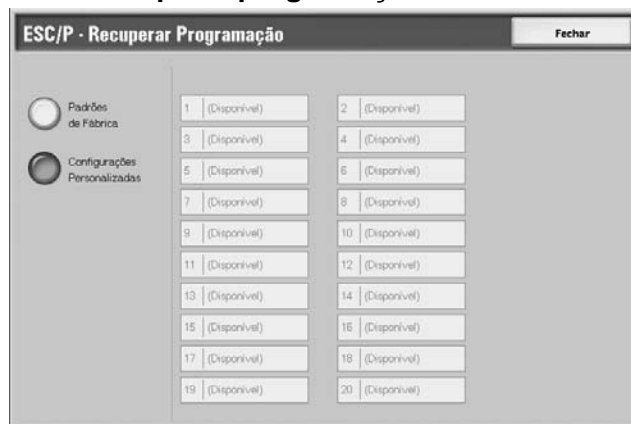 ESC/P - Recuperar Programação Fechar
Padrões
de Fábrica
Configurações
Personalizadas
1 (Disponível) 2 (Disponível)
3 (Disponível) 4 (Disponível)
5 (Disponível) 6 (Disponível)
7 (Disponível) 8 (Disponível)
9 (Disponível) 10 (Disponível)
11 (Disponível) 12 (Disponível)
13 (Disponível) 14 (Disponível)
15 (Disponível) 16 (Disponível)
17 (Disponível) 18 (Disponível)
19 (Disponível) 20 (Disponível)